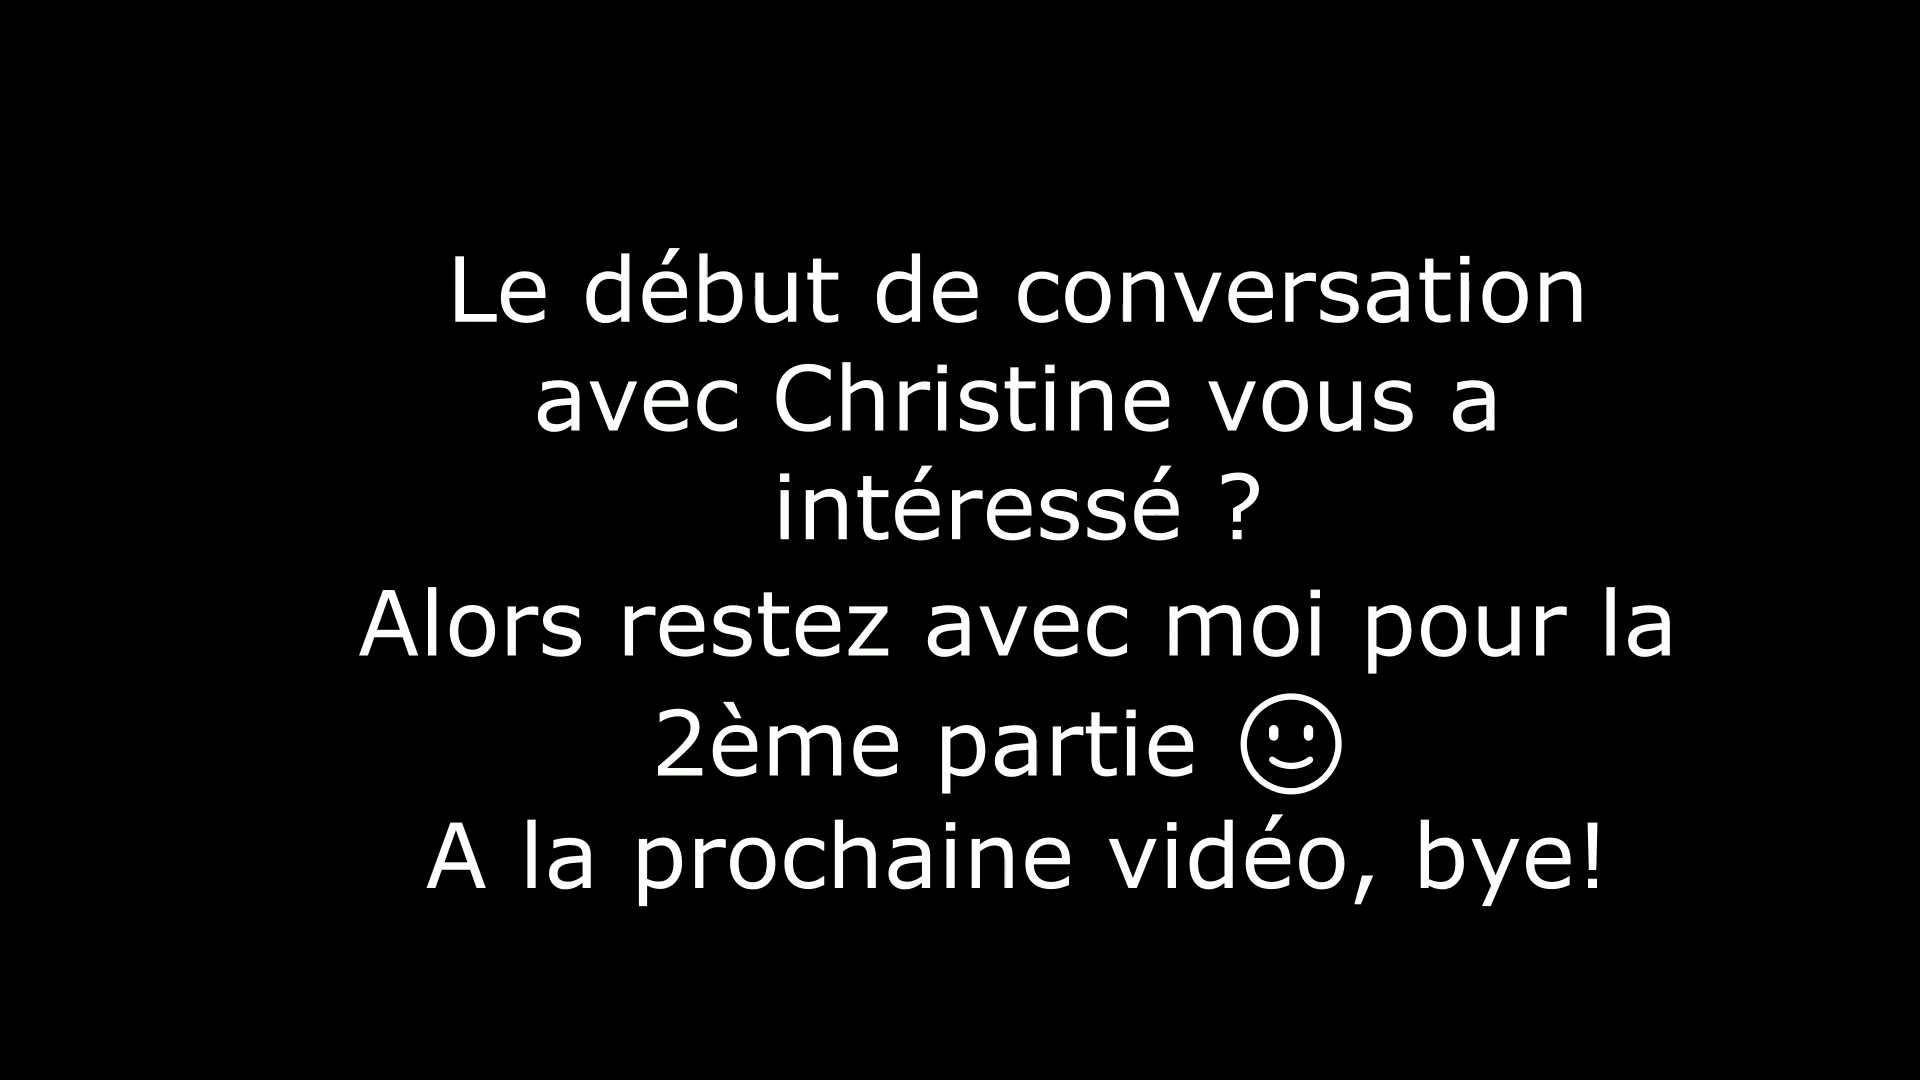 Le début de conversation
avec Christine vous a
intéressé ?
Alors restez avec moi pour la
2ème partie ☺
A la prochaine vidéo, bye!